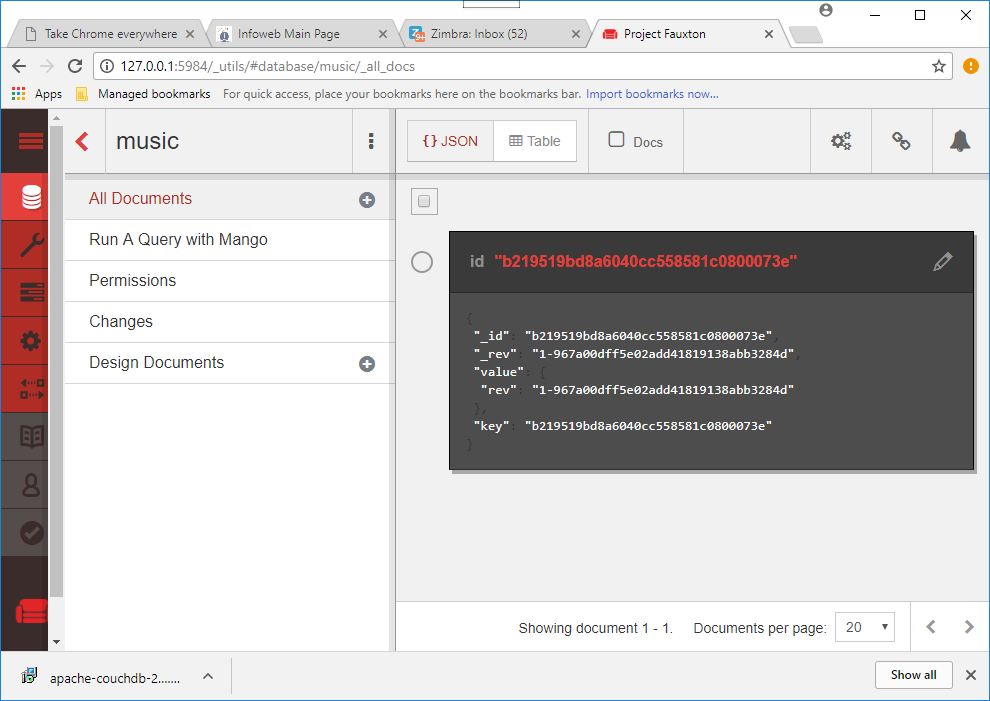 Take Chrome everywhere
Infoweb Main Page
Zimbra: Inbox (52)
Project Fauxton
127.0.0.1:5984/_utils/#database/music/_all_docs
Apps
Managed bookmarks
For quick access, place your bookmarks here on the bookmarks bar. Import bookmarks now...
music
{ } JSON
Table
Docs
All Documents
Run A Query with Mango
Permissions
Changes
Design Documents
id "b219519bd8a6040cc558581c0800073e"
{
"_id": "b219519bd8a6040cc558581c0800073e",
"_rev": "1-967a00dff5e02add41819138abb3284d",
"value": {
"rev": "1-967a00dff5e02add41819138abb3284d"
},
"key": "b219519bd8a6040cc558581c0800073e"
}
Showing document 1 - 1.
Documents per page: 20
apache-couchdb-2.......
Show all